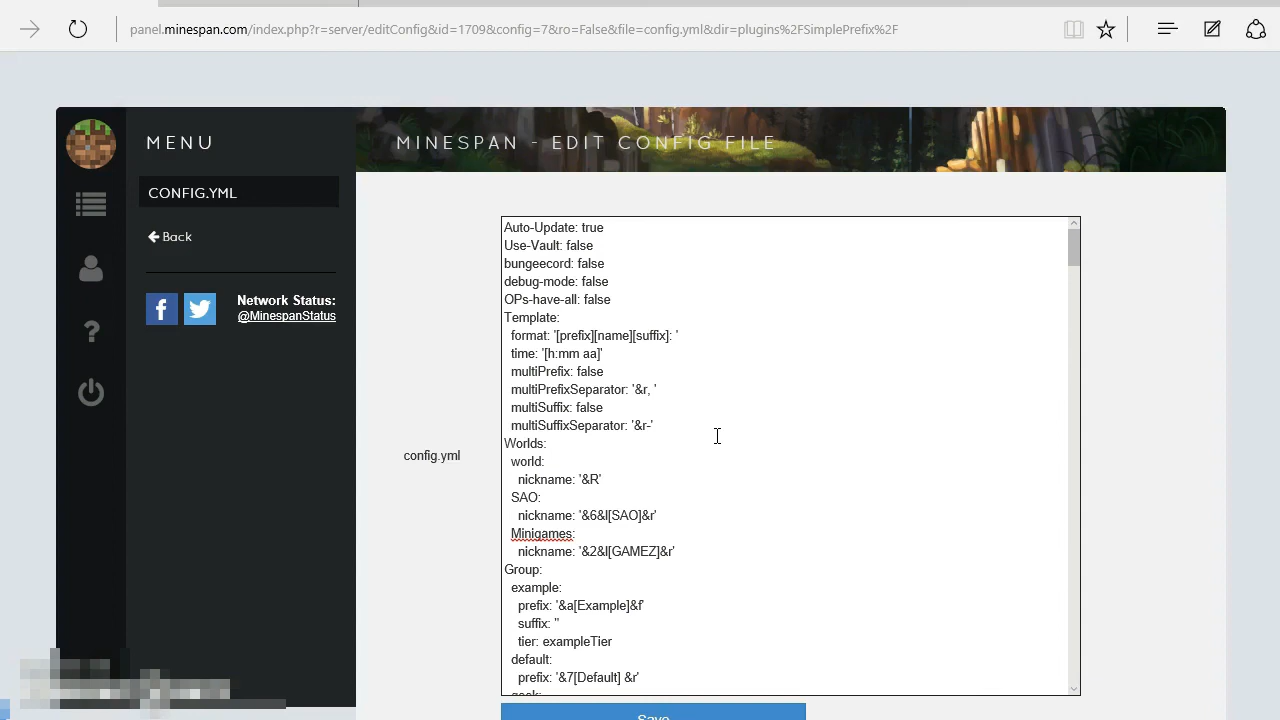 panel.minespan.com/index.php?r=server/editConfig&id=1709&config=7&ro=False&file=config.yml&dir=plugins%2FSimplePrefix%2F
MENU
MINESPAN - EDIT CONFIG FILE
CONFIG.YML
Back
Network Status:
@MinespanStatus
config.yml
Auto-Update: true
Use-Vault: false
bungeecord: false
debug-mode: false
OPs-have-all: false
Template:
format: '[prefix][name][suffix]: '
time: '[h:mm aa]'
multiPrefix: false
multiPrefixSeparator: '&r, '
multiSuffix: false
multiSuffixSeparator: '&r-'
Worlds:
world:
nickname: '&R'
SAO:
nickname: '&6&l[SAO]&r'
Minigames:
nickname: '&2&l[GAMEZ]&r'
Group:
example:
prefix: '&a[Example]&f'
suffix: ''
tier: exampleTier
default:
prefix: '&7[Default] &r'
Save